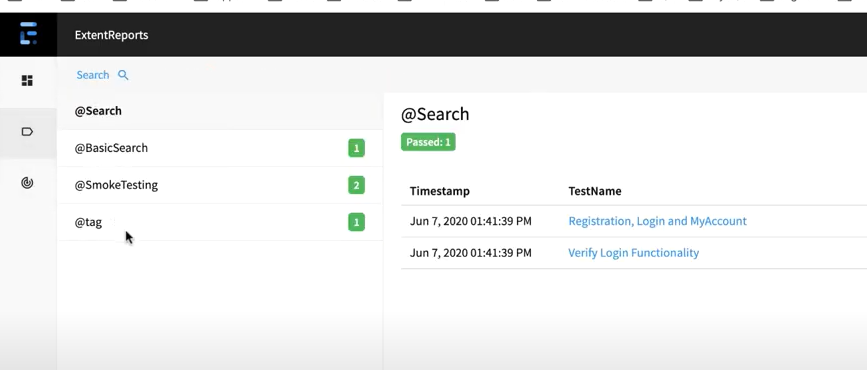 ExtentReports
Search
@Search
@BasicSearch 1
@SmokeTesting 2
@tag 1
@Search
Passed: 1
Timestamp TestName
Jun 7, 2020 01:41:39 PM Registration, Login and MyAccount
Jun 7, 2020 01:41:39 PM Verify Login Functionality